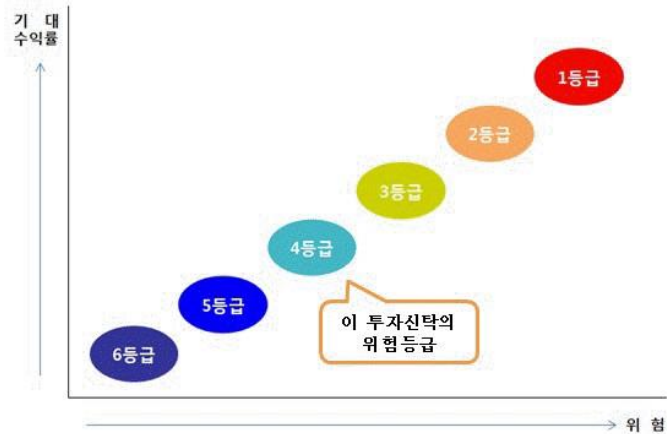 기 대
수익률
1등급
2등급
3등급
4등급
5등급
이 투자신탁의
위험등급
6등급
위 험